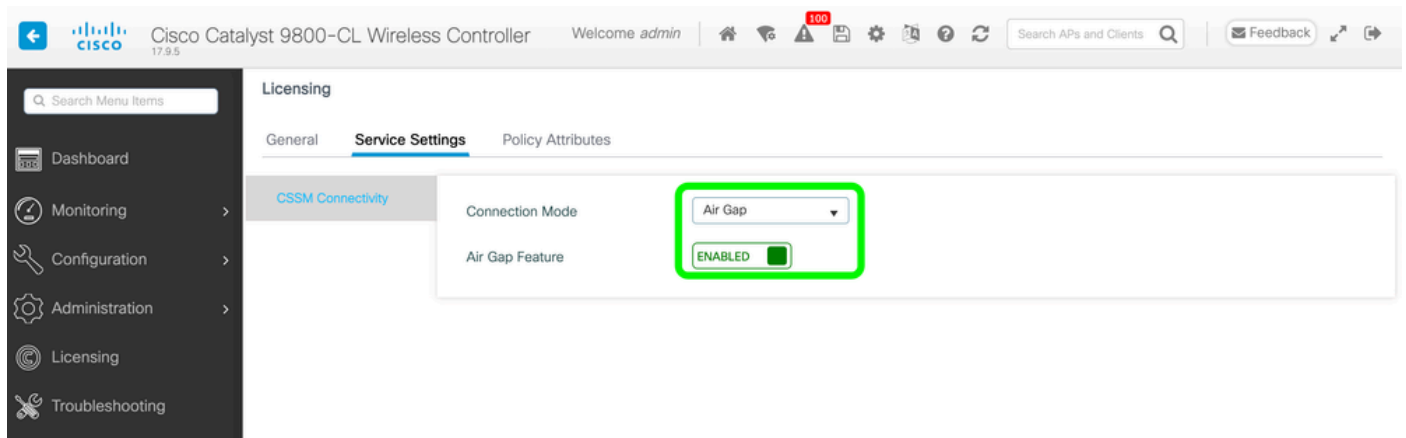 100
CISCO
Cisco Catalyst 9800-CL Wireless Controller
17.9.5
Welcome admin
Search APs and Clients
Feedback
Search Menu Items
Dashboard
Monitoring
Configuration
Administration
Licensing
Troubleshooting
Licensing
General Service Settings Policy Attributes
CSSM Connectivity
Connection Mode Air Gap
Air Gap Feature ENABLED